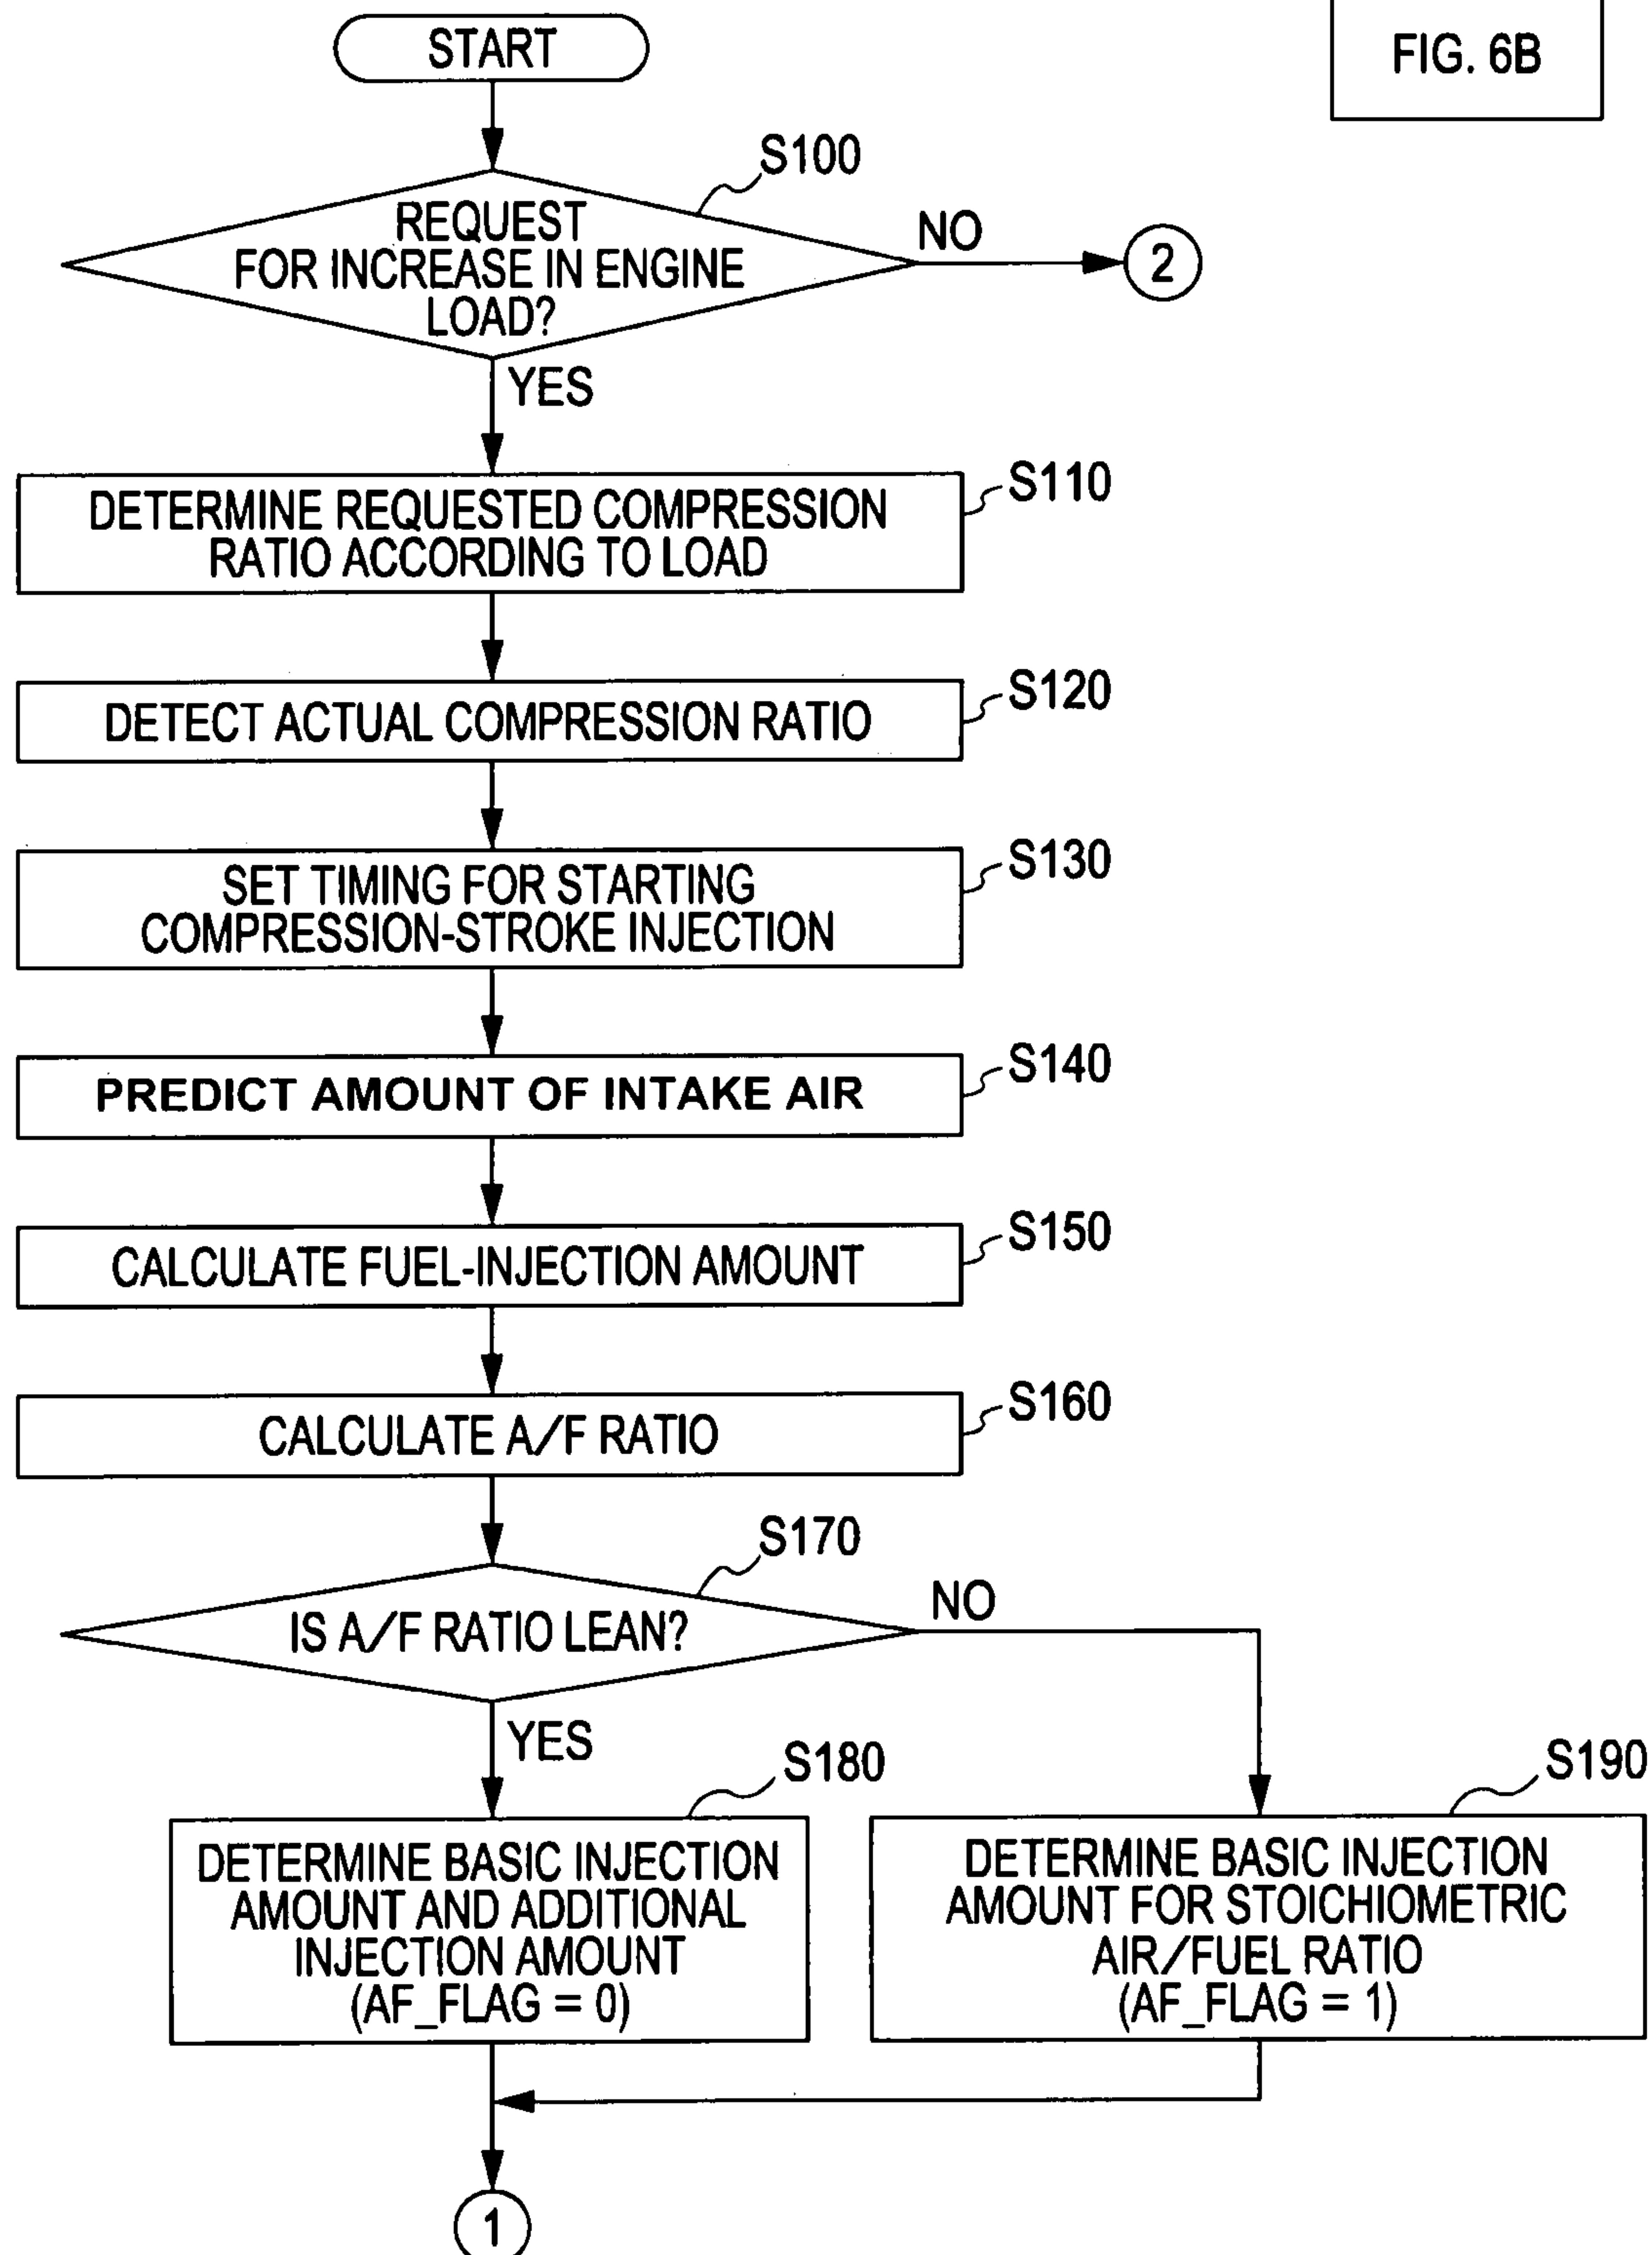 START
FIG. 6B
S100
REQUEST
FOR INCREASE IN ENGINE
LOAD?
NO
2
YES
S110
DETERMINE REQUESTED COMPRESSION
RATIO ACCORDING TO LOAD
S120
DETECT ACTUAL COMPRESSION RATIO
S130
SET TIMING FOR STARTING
COMPRESSION-STROKE INJECTION
S140
PREDICT AMOUNT OF INTAKE AIR
S150
CALCULATE FUEL-INJECTION AMOUNT
S160
CALCULATE A/F RATIO
S170
IS A/F RATIO LEAN?
NO
YES
S180
DETERMINE BASIC INJECTION
AMOUNT AND ADDITIONAL
INJECTION AMOUNT
(AF_FLAG = 0)
S190
DETERMINE BASIC INJECTION
AMOUNT FOR STOICHIOMETRIC
AIR/FUEL RATIO
(AF_FLAG = 1)
1